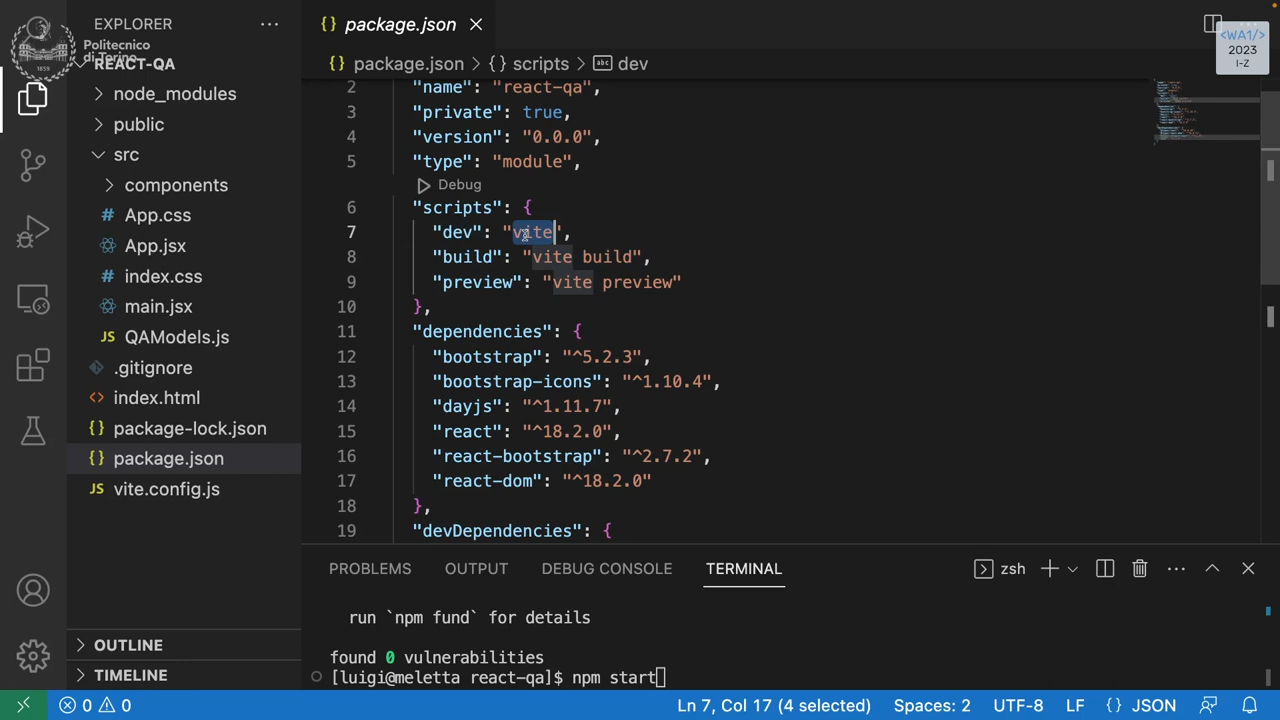 EXPLORER
Politecnico
di Torino
1859
REACT-QA
node_modules
public
src
components
App.css
App.jsx
index.css
main.jsx
QAModels.js
.gitignore
index.html
package-lock.json
package.json
vite.config.js
OUTLINE
TIMELINE
package.json
<WA1/>
2023
I-Z
package.json > {} scripts > abc dev
2 "name": "react-qa",
3 "private": true,
4 "version": "0.0.0",
5 "type": "module",
Debug
6 "scripts": {
7 "dev": "vite",
8 "build": "vite build",
9 "preview": "vite preview"
10 },
11 "dependencies": {
12 "bootstrap": "^5.2.3",
13 "bootstrap-icons": "^1.10.4",
14 "dayjs": "^1.11.7",
15 "react": "^18.2.0",
16 "react-bootstrap": "^2.7.2",
17 "react-dom": "^18.2.0"
18 },
19 "devDependencies": {
PROBLEMS OUTPUT DEBUG CONSOLE TERMINAL zsh
run `npm fund` for details
found 0 vulnerabilities
[luigi@meletta react-qa]$ npm start
0 0 Ln 7, Col 17 (4 selected) Spaces: 2 UTF-8 LF {} JSON